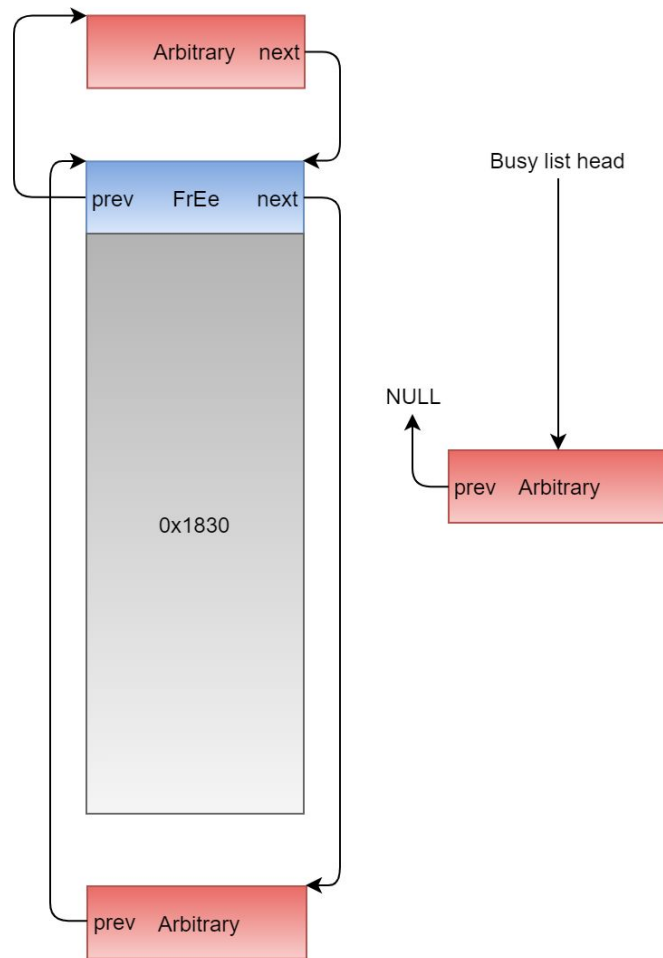 Arbitrary next
prev FrEe next
Busy list head
NULL
prev Arbitrary
0x1830
prev Arbitrary